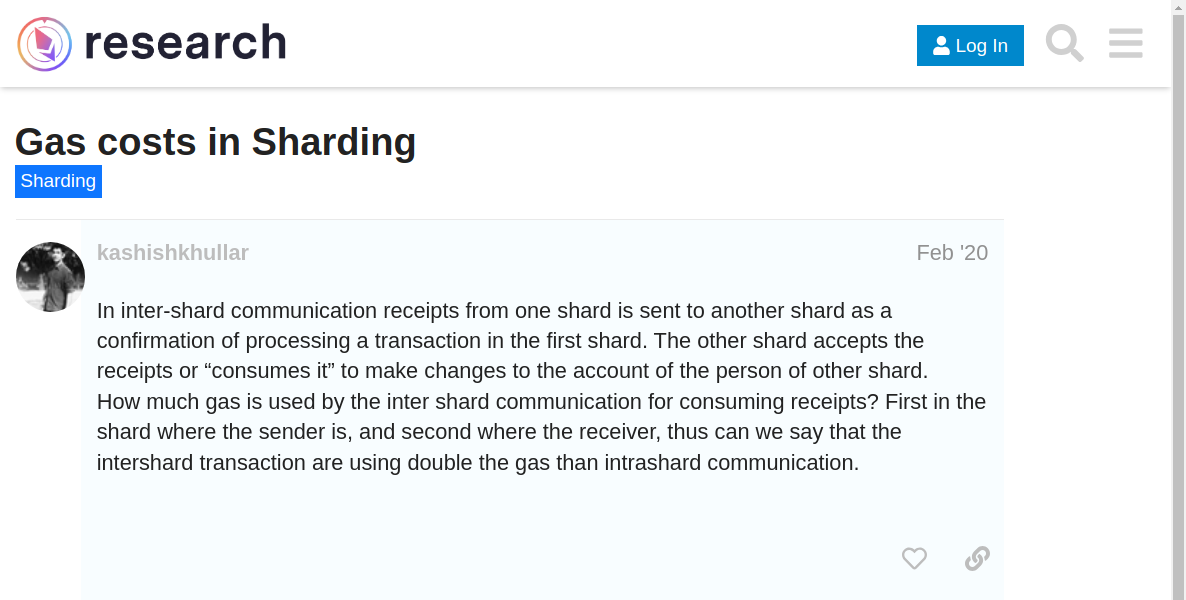 research
Log In
Gas costs in Sharding
Sharding
kashishkhullar
Feb '20
In inter-shard communication receipts from one shard is sent to another shard as a
confirmation of processing a transaction in the first shard. The other shard accepts the
receipts or “consumes it” to make changes to the account of the person of other shard.
How much gas is used by the inter shard communication for consuming receipts? First in the
shard where the sender is, and second where the receiver, thus can we say that the
intershard transaction are using double the gas than intrashard communication.